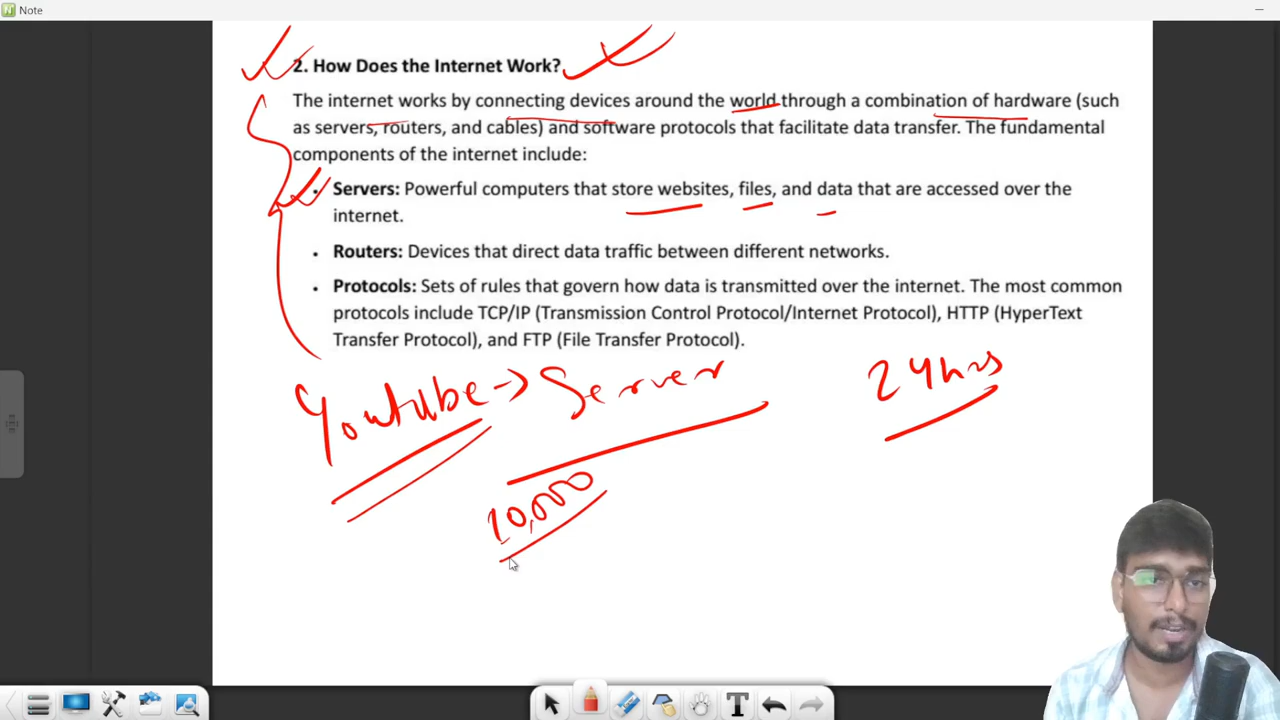 Note
2. How Does the Internet Work?
The internet works by connecting devices around the world through a combination of hardware (such
as servers, routers, and cables) and software protocols that facilitate data transfer. The fundamental
components of the internet include:
• Servers: Powerful computers that store websites, files, and data that are accessed over the
internet.
• Routers: Devices that direct data traffic between different networks.
• Protocols: Sets of rules that govern how data is transmitted over the internet. The most common
protocols include TCP/IP (Transmission Control Protocol/Internet Protocol), HTTP (HyperText
Transfer Protocol), and FTP (File Transfer Protocol).
Youtube -> Server 24 hrs
10,000
T